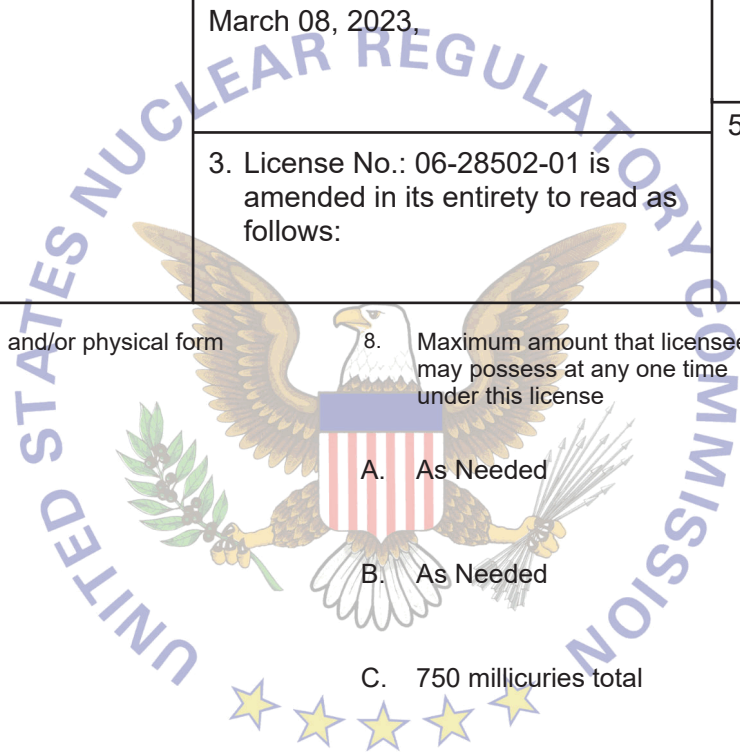 March 08, 2023,
5
3. License No.: 06-28502-01 is
amended in its entirety to read as
follows:
and/or physical form
8. Maximum amount that licensee
may possess at any one time
under this license
A. As Needed
B. As Needed
C. 750 millicuries total
UNITED STATES NUCLEAR REGULATORY COMMISSION